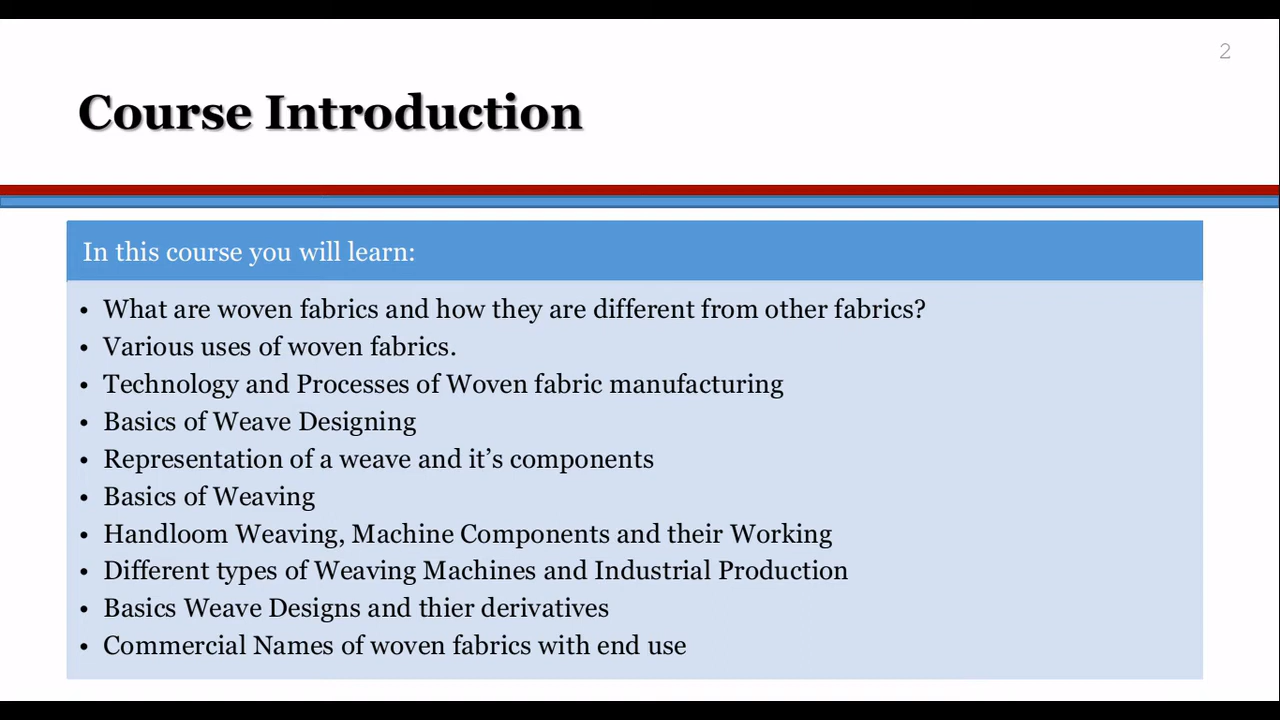 2
Course Introduction
In this course you will learn:
• What are woven fabrics and how they are different from other fabrics?
• Various uses of woven fabrics.
• Technology and Processes of Woven fabric manufacturing
• Basics of Weave Designing
• Representation of a weave and it’s components
• Basics of Weaving
• Handloom Weaving, Machine Components and their Working
• Different types of Weaving Machines and Industrial Production
• Basics Weave Designs and thier derivatives
• Commercial Names of woven fabrics with end use